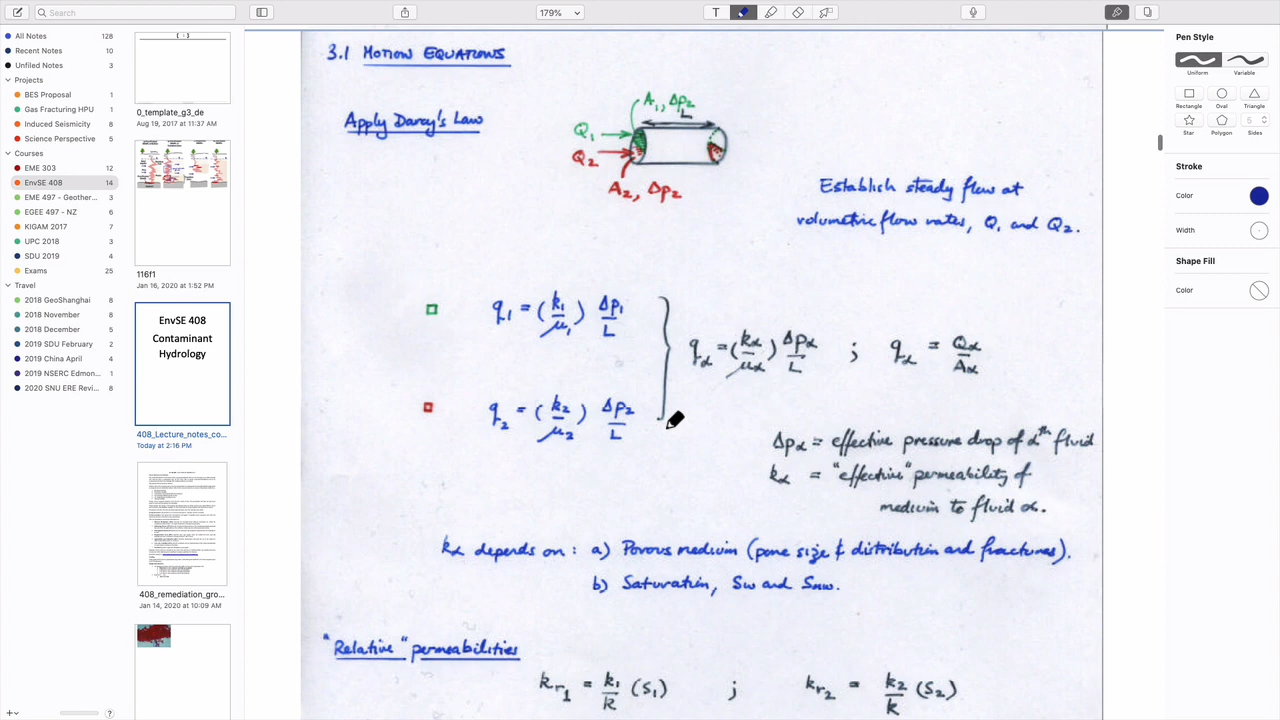 Search
179%
T
All Notes 128
Recent Notes 10
Unfiled Notes 3
Projects
BES Proposal 1
Gas Fracturing HPU 1
Induced Seismicity 8
Science Perspective 5
Courses
EME 303 10
EnvSE 408 14
EME 497 - Geother... 3
EGEE 497 - NZ 6
KIGAM 2017 7
UPC 2018 3
SDU 2019 4
Exams 25
Travel
2018 GeoShanghai 8
2018 November 8
2018 December 5
2019 SDU February 2
2019 China April 4
2019 NSERC Edmon... 1
2020 SNU ERE Revi... 8
?
0_template_g3_de
Aug 19, 2017 at 11:37 AM
116f1
Jan 16, 2020 at 1:52 PM
EnvSE 408
Contaminant
Hydrology
408_Lecture_notes_co...
Today at 2:16 PM
408_remediation_gro...
Jan 14, 2020 at 10:09 AM
3.1 MOTION EQUATIONS
Apply Darcy's Law
A₁, Δp₂
L
Q₁
Q₂
A₂, Δp₂
Establish steady flow at
volumetric flow rates, Q₁ and Q₂.
q₁ = (k₁/μ₁) Δp₁/L
qα = (kα/μα) Δpα/L ; qα = Qα/Aα
q₂ = (k₂/μ₂) Δp₂/L
Δpα = effective pressure drop of αth fluid
kα = "effective" permeability of
medium to fluid α.
kα depends on : a) Porous medium (pore size & distribution and fractures).
b) Saturation, Sw and Snw.
"Relative" permeabilities
kr₁ = k₁/k (S₁) ; kr₂ = k₂/k (S₂)
Pen Style
Uniform Variable
Rectangle Oval Triangle
5
Star Polygon Sides
Stroke
Color
Width
Shape Fill
Color